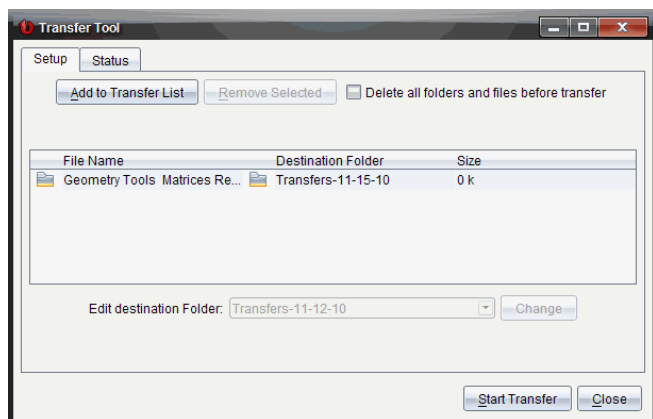 Transfer Tool
Setup Status
Add to Transfer List Remove Selected Delete all folders and files before transfer
File Name Destination Folder Size
Geometry Tools Matrices Re... Transfers-11-15-10 0 k
Edit destination Folder: Transfers-11-12-10 Change
Start Transfer Close